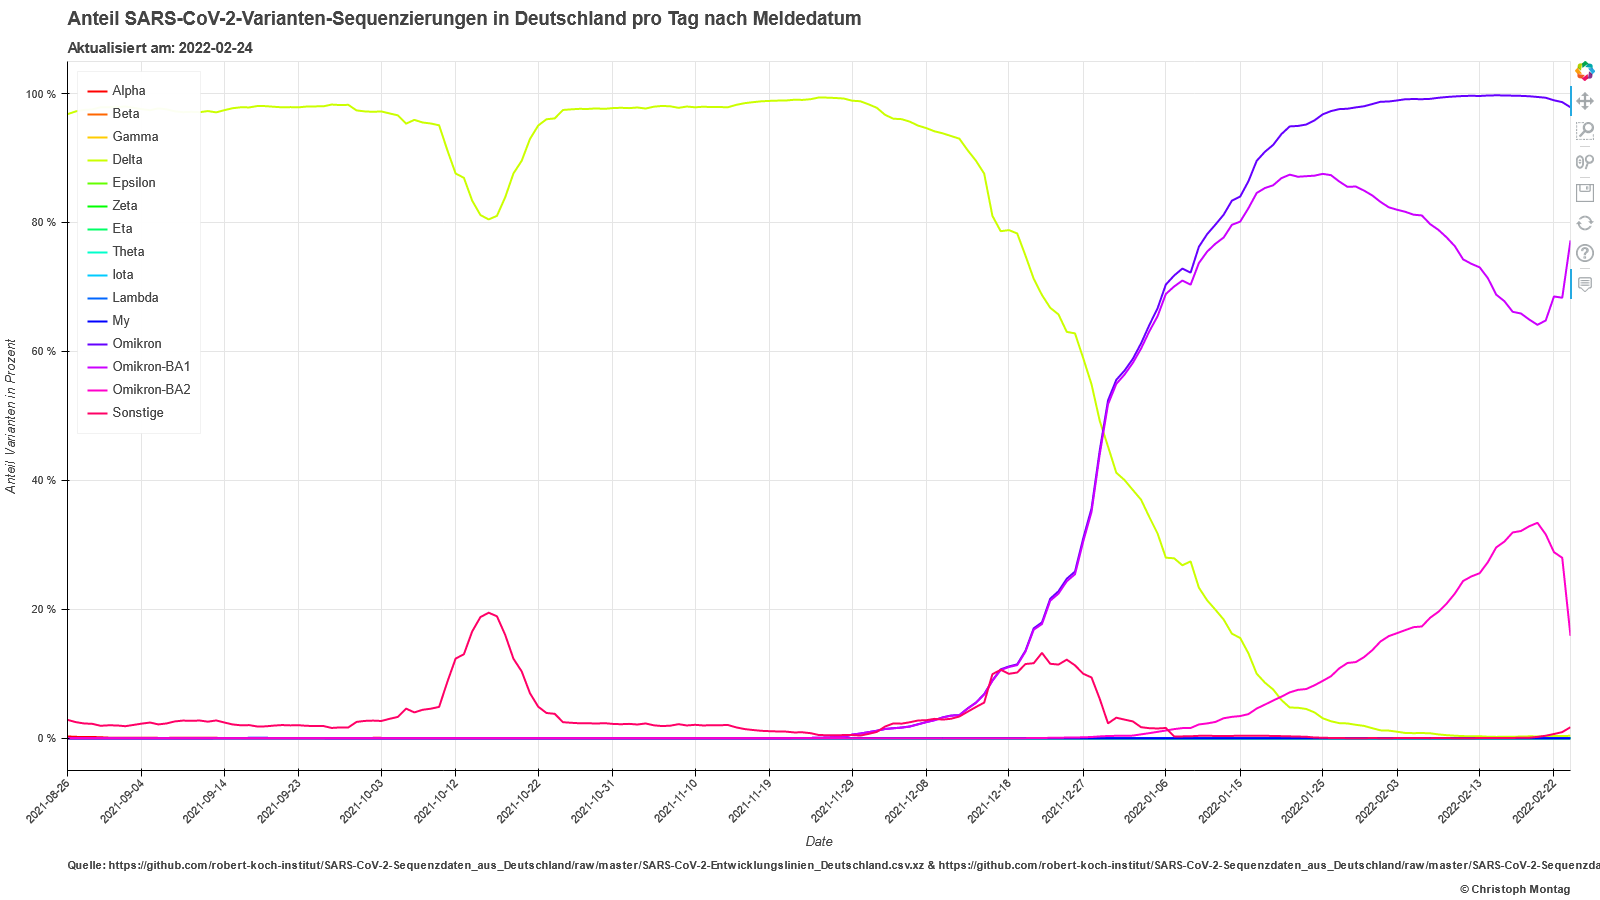 Anteil SARS-CoV-2-Varianten-Sequenzierungen in Deutschland pro Tag nach Meldedatum
Aktualisiert am: 2022-02-24
Alpha
Beta
Gamma
Delta
Epsilon
Zeta
Eta
Theta
Iota
Lambda
My
Omikron
Omikron-BA1
Omikron-BA2
Sonstige
100 %
80 %
60 %
40 %
20 %
0 %
Anteil Varianten in Prozent
2021-08-26
2021-09-04
2021-09-14
2021-09-23
2021-10-03
2021-10-12
2021-10-22
2021-10-31
2021-11-10
2021-11-19
2021-11-29
2021-12-08
2021-12-18
2021-12-27
2022-01-06
2022-01-15
2022-01-25
2022-02-03
2022-02-13
2022-02-22
Date
Quelle: https://github.com/robert-koch-institut/SARS-CoV-2-Sequenzdaten_aus_Deutschland/raw/master/SARS-CoV-2-Entwicklungslinien_Deutschland.csv.xz & https://github.com/robert-koch-institut/SARS-CoV-2-Sequenzdaten_aus_Deutschland/raw/master/SARS-CoV-2-Sequenzda
© Christoph Montag